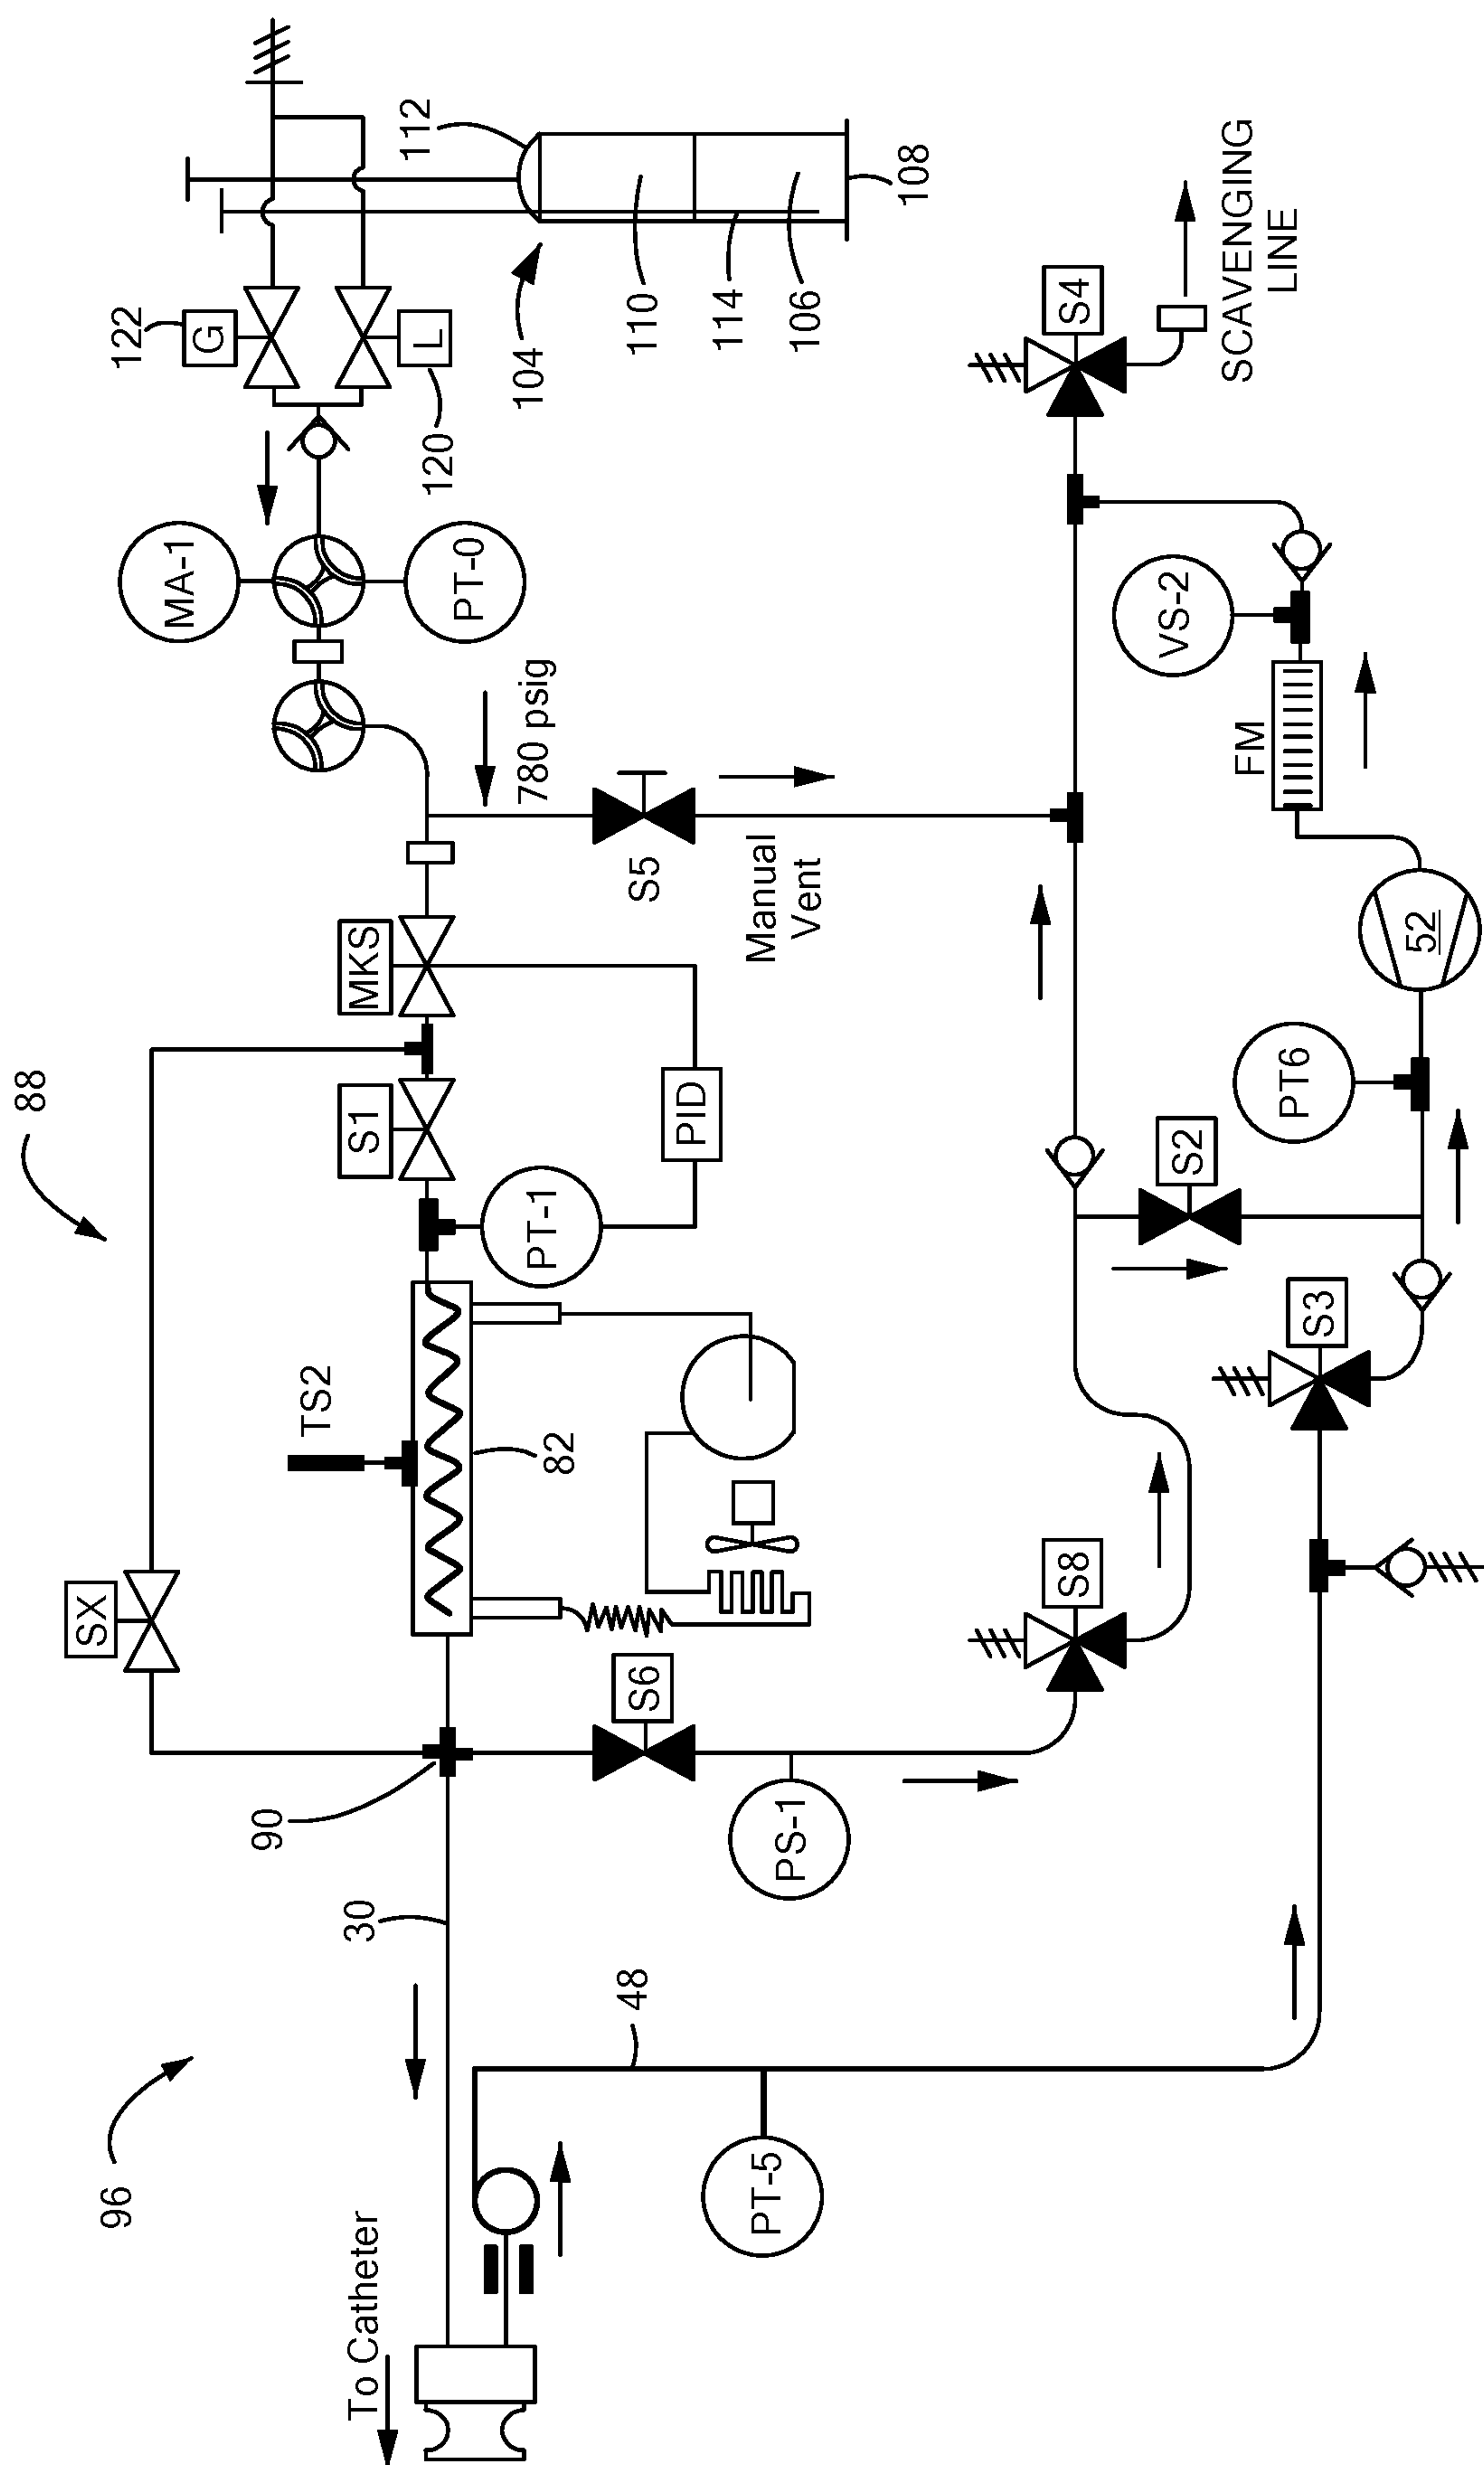 88
96
SX
TS2
82
S1
PT-1
PID
MKS
780 psig
S5
Manual
Vent
MA-1
PT-0
122
G
L
120
104
112
110
114
106
108
90
30
48
To Catheter
S6
PS-1
PT-5
S8
S2
S3
PT6
52
FM
VS-2
S4
SCAVENGING
LINE